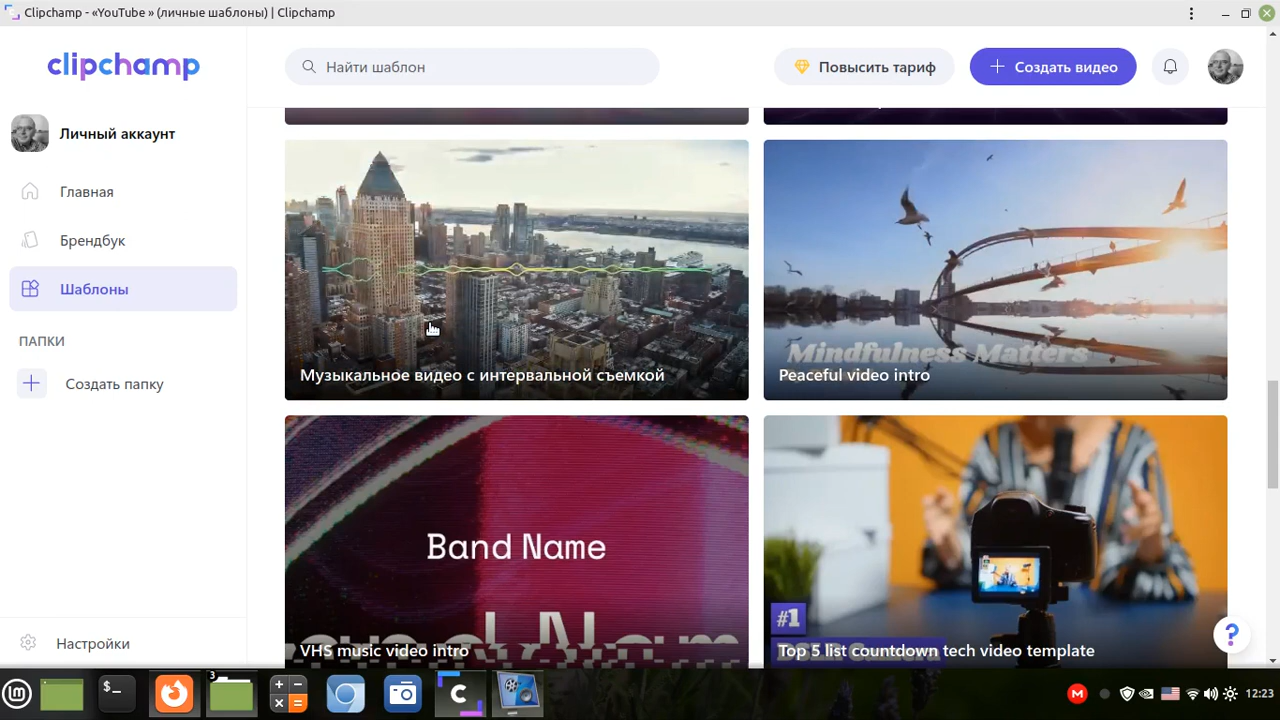 Clipchamp - «YouTube » (личные шаблоны) | Clipchamp
clipchamp
Найти шаблон
Повысить тариф
Создать видео
Личный аккаунт
Главная
Брендбук
Шаблоны
ПАПКИ
Создать папку
Настройки
Музыкальное видео с интервальной съемкой
Mindfulness Matters
Peaceful video intro
Band Name
VHS music video intro
#1
Top 5 list countdown tech video template
?
3
$_
C
M
12:23